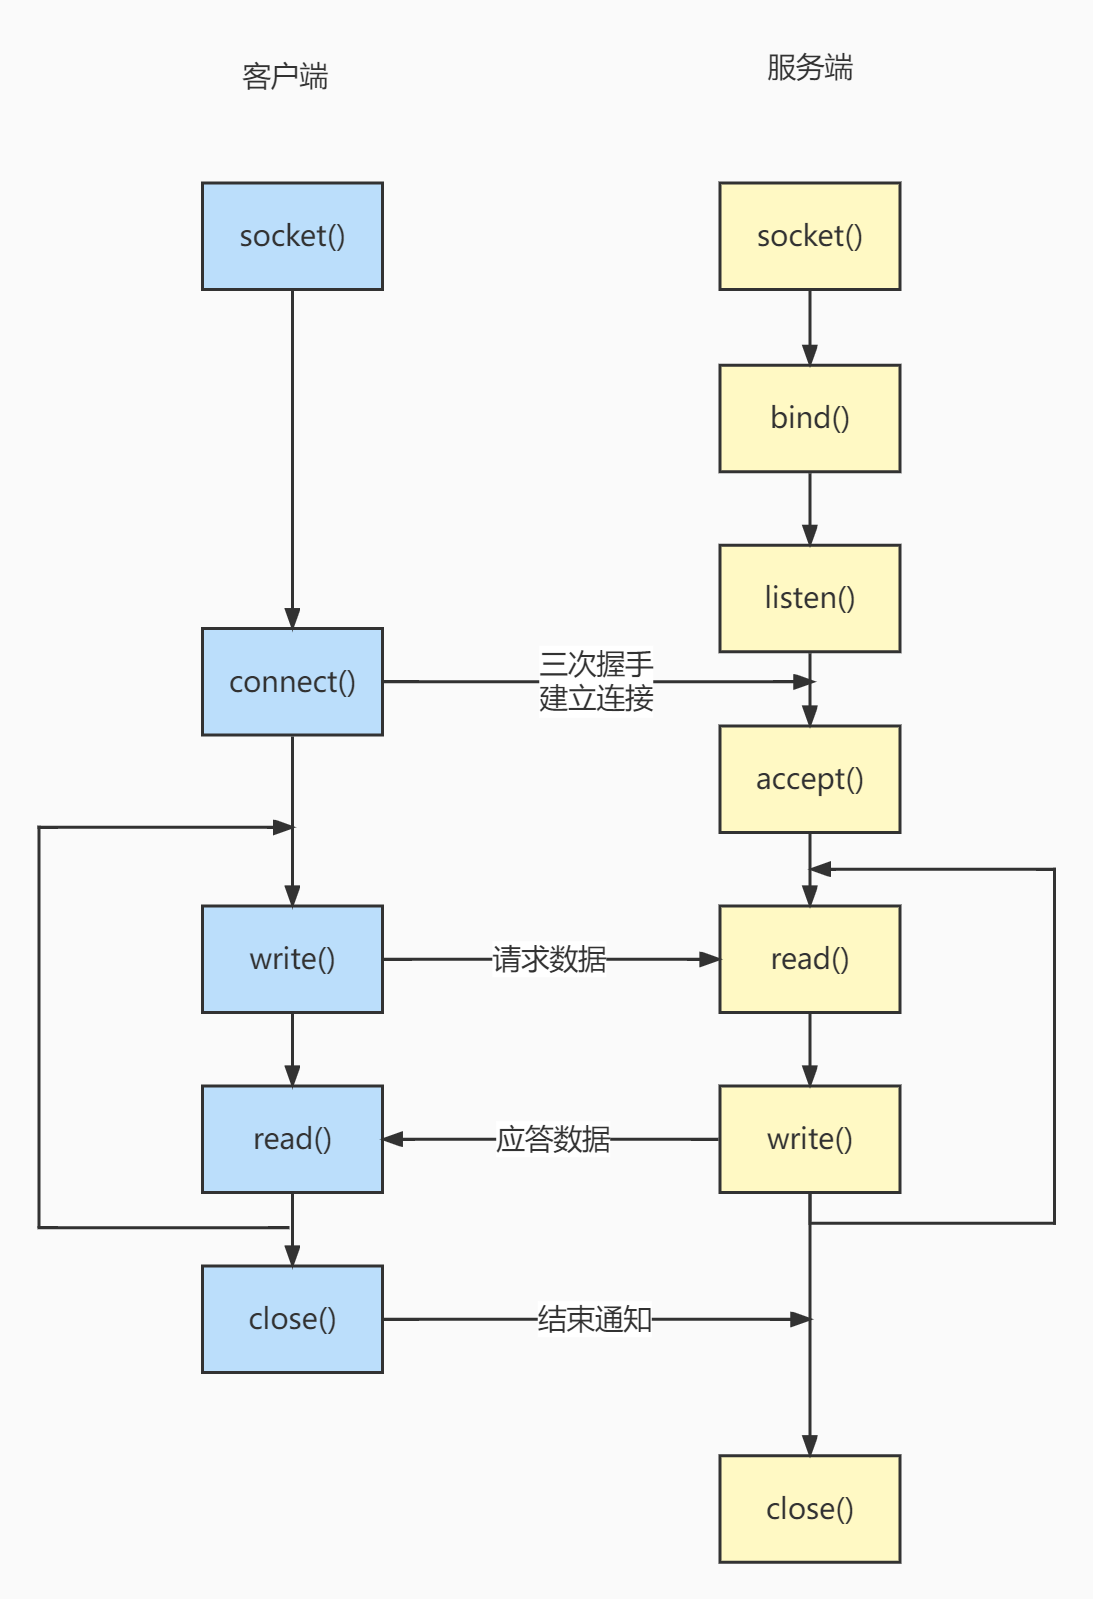 客户端
服务端
socket()
socket()
bind()
listen()
connect()
三次握手
建立连接
accept()
write()
请求数据
read()
read()
应答数据
write()
close()
结束通知
close()